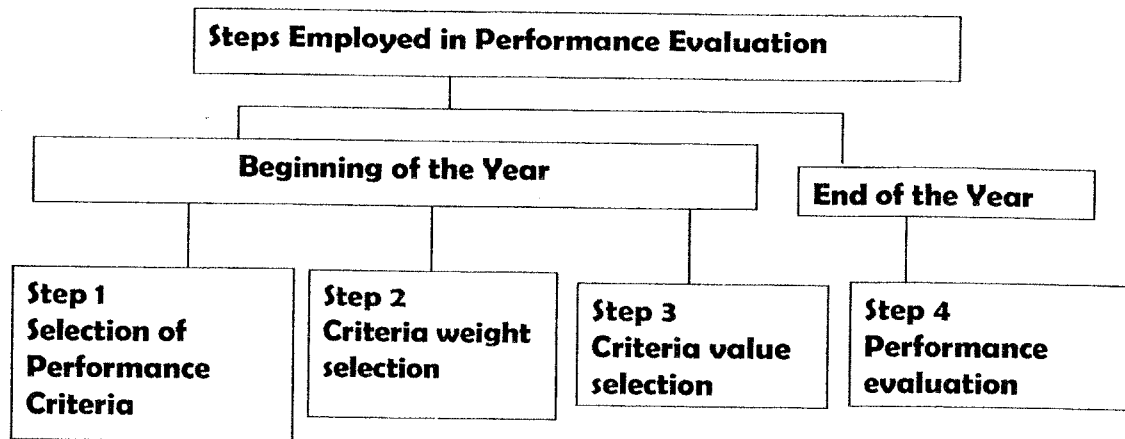 Steps Employed in Performance Evaluation
Beginning of the Year
End of the Year
Step 1
Selection of
Performance
Criteria
Step 2
Criteria weight
selection
Step 3
Criteria value
selection
Step 4
Performance
evaluation